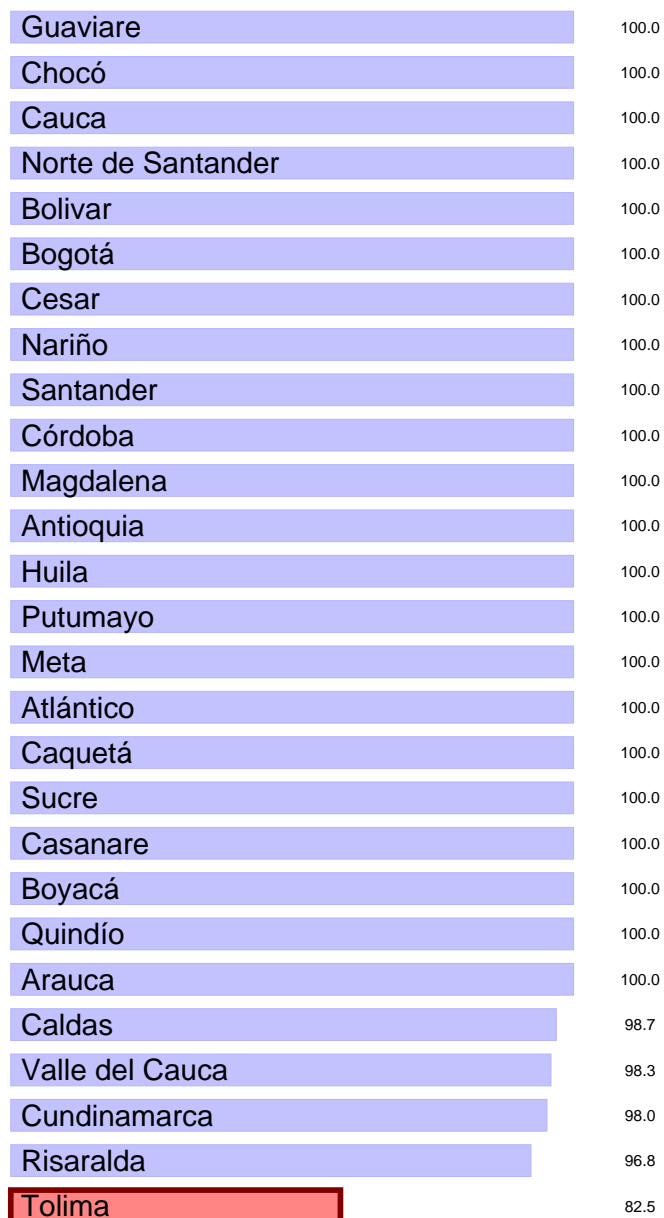 Guaviare 100.0
Chocó 100.0
Cauca 100.0
Norte de Santander 100.0
Bolivar 100.0
Bogotá 100.0
Cesar 100.0
Nariño 100.0
Santander 100.0
Córdoba 100.0
Magdalena 100.0
Antioquia 100.0
Huila 100.0
Putumayo 100.0
Meta 100.0
Atlántico 100.0
Caquetá 100.0
Sucre 100.0
Casanare 100.0
Boyacá 100.0
Quindío 100.0
Arauca 100.0
Caldas 98.7
Valle del Cauca 98.3
Cundinamarca 98.0
Risaralda 96.8
Tolima 82.5